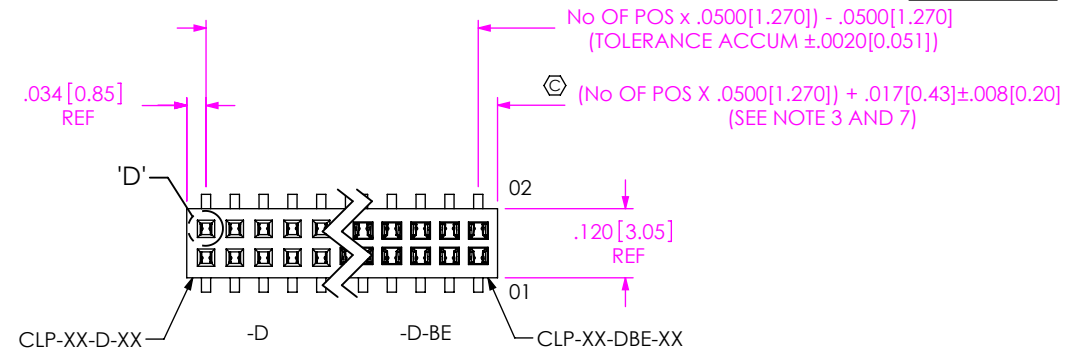 No OF POS x .0500[1.270]) - .0500[1.270]
(TOLERANCE ACCUM ±.0020[0.051])
.034 [0.85]
REF
C (No OF POS X .0500[1.270]) + .017[0.43]±.008[0.20]
(SEE NOTE 3 AND 7)
'D'
02
.120 [3.05]
REF
01
CLP-XX-D-XX
-D
-D-BE
CLP-XX-DBE-XX